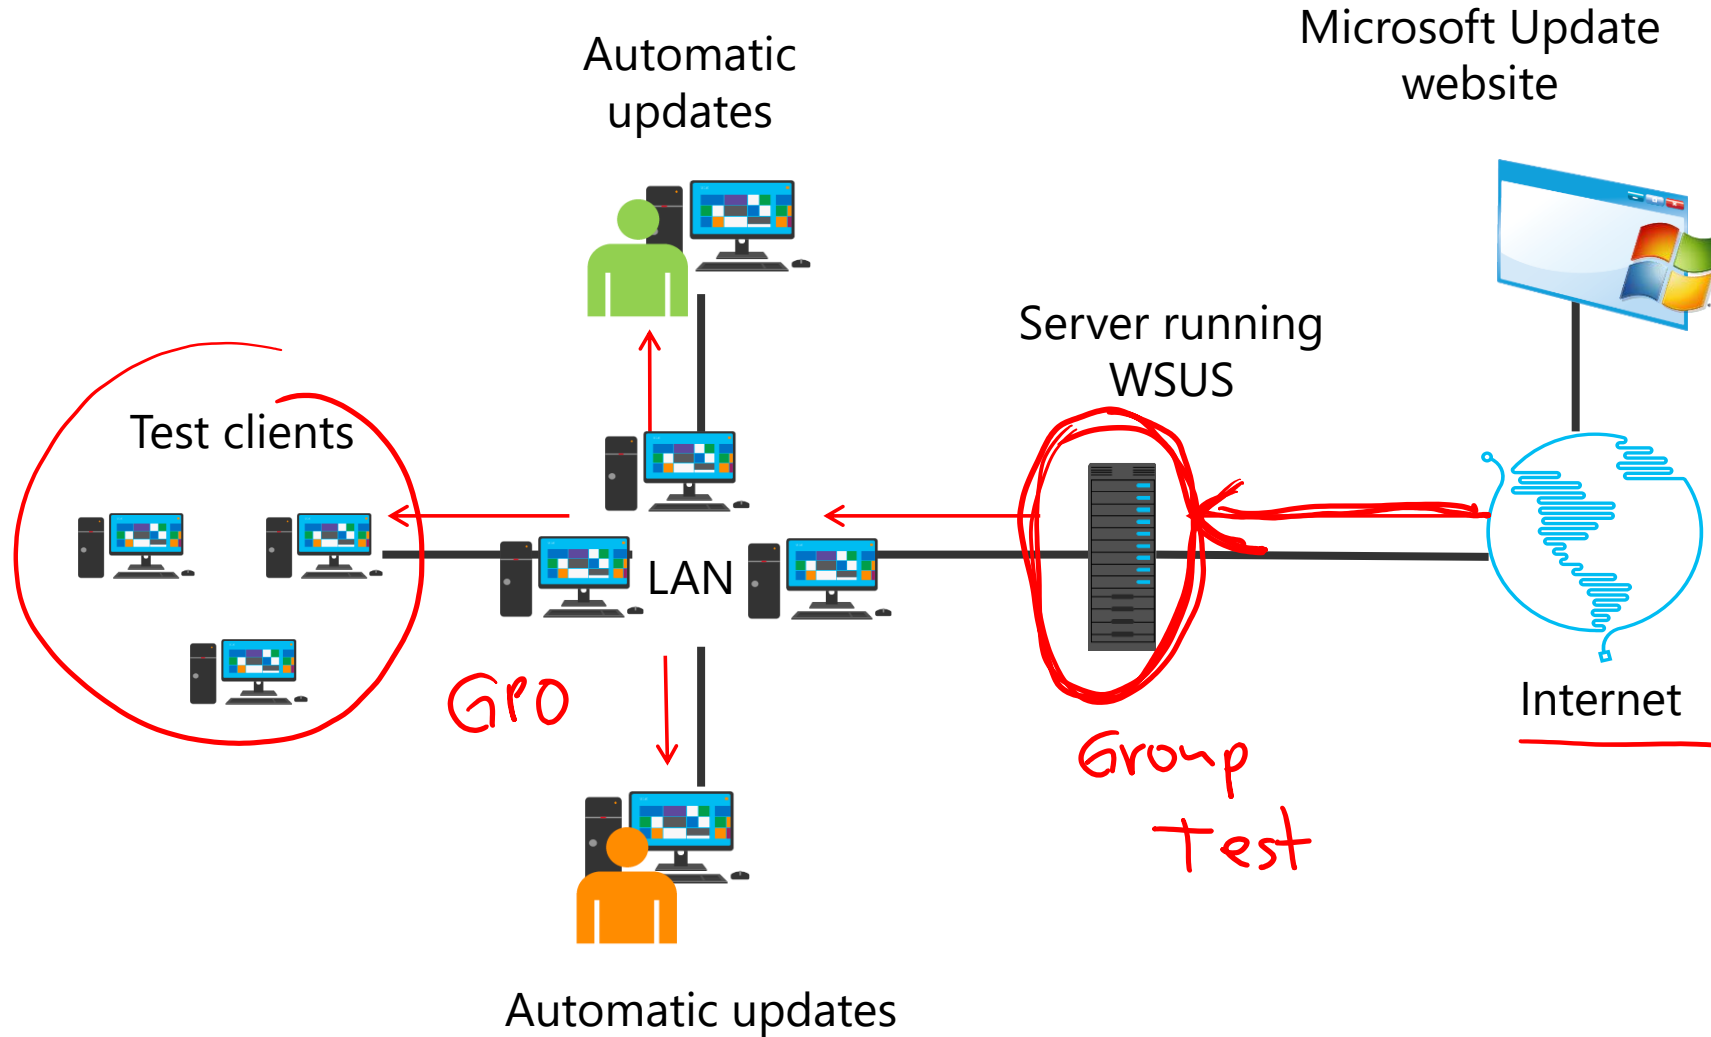 Microsoft Update
website
Automatic
updates
Server running
WSUS
Test clients
LAN
GPO
Internet
Group
Test
Automatic updates